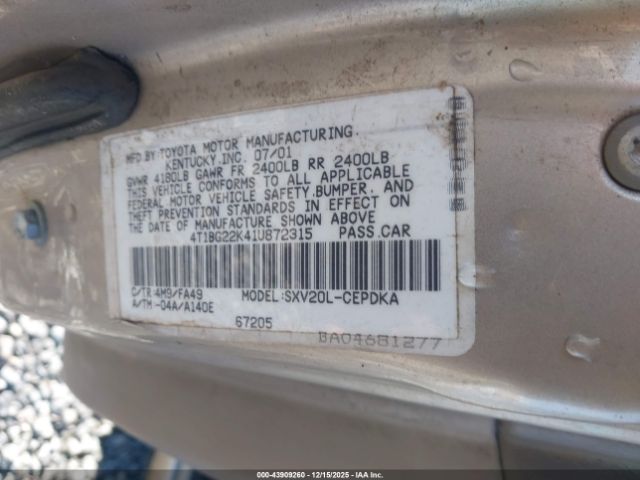 MFD.BY:TOYOTA MOTOR MANUFACTURING.
KENTUCKY,INC. 07/01
GVWR 4180LB GAWR FR 2400LB RR 2400LB
THIS VEHICLE CONFORMS TO ALL APPLICABLE
FEDERAL MOTOR VEHICLE SAFETY,BUMPER, AND
THEFT PREVENTION STANDARDS IN EFFECT ON
THE DATE OF MANUFACTURE SHOWN ABOVE
4T1BG22K41U872315 PASS.CAR
C/TR:4M9/FA49 MODEL:SXV20L-CEPDKA
A/TM:-04A/A140E
67205
BA04681277
000-43909260 - 12/15/2025 - IAAI.COM